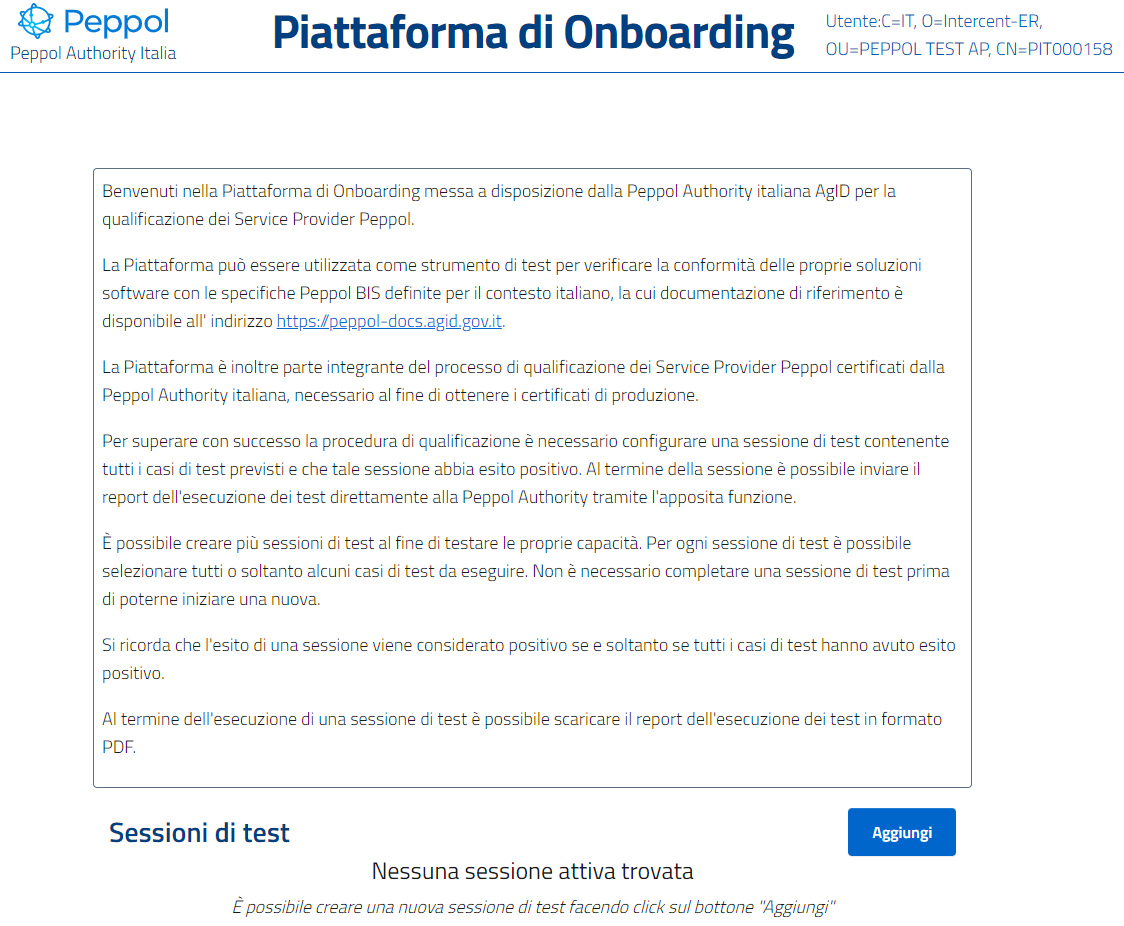 Peppol
Peppol Authority Italia
Piattaforma di Onboarding
Utente:C=IT, O=Intercent-ER,
OU=PEPPOL TEST AP, CN=PIT000158
Benvenuti nella Piattaforma di Onboarding messa a disposizione dalla Peppol Authority italiana AgID per la
qualificazione dei Service Provider Peppol.
La Piattaforma può essere utilizzata come strumento di test per verificare la conformità delle proprie soluzioni
software con le specifiche Peppol BIS definite per il contesto italiano, la cui documentazione di riferimento è
disponibile all' indirizzo https://peppol-docs.agid.gov.it.
La Piattaforma è inoltre parte integrante del processo di qualificazione dei Service Provider Peppol certificati dalla
Peppol Authority italiana, necessario al fine di ottenere i certificati di produzione.
Per superare con successo la procedura di qualificazione è necessario configurare una sessione di test contenente
tutti i casi di test previsti e che tale sessione abbia esito positivo. Al termine della sessione è possibile inviare il
report dell'esecuzione dei test direttamente alla Peppol Authority tramite l'apposita funzione.
È possibile creare più sessioni di test al fine di testare le proprie capacità. Per ogni sessione di test è possibile
selezionare tutti o soltanto alcuni casi di test da eseguire. Non è necessario completare una sessione di test prima
di poterne iniziare una nuova.
Si ricorda che l'esito di una sessione viene considerato positivo se e soltanto se tutti i casi di test hanno avuto esito
positivo.
Al termine dell'esecuzione di una sessione di test è possibile scaricare il report dell'esecuzione dei test in formato
PDF.
Sessioni di test
Aggiungi
Nessuna sessione attiva trovata
È possibile creare una nuova sessione di test facendo click sul bottone "Aggiungi"